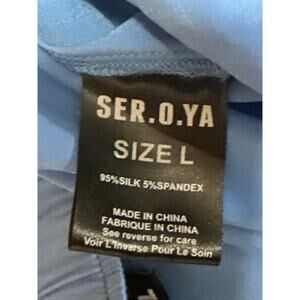 SER.O.YA
SIZE L
95%SILK 5%SPANDEX
MADE IN CHINA
FABRIQUE IN CHINA
See reverse for care
Voir L'Inverse Pour Le Soin